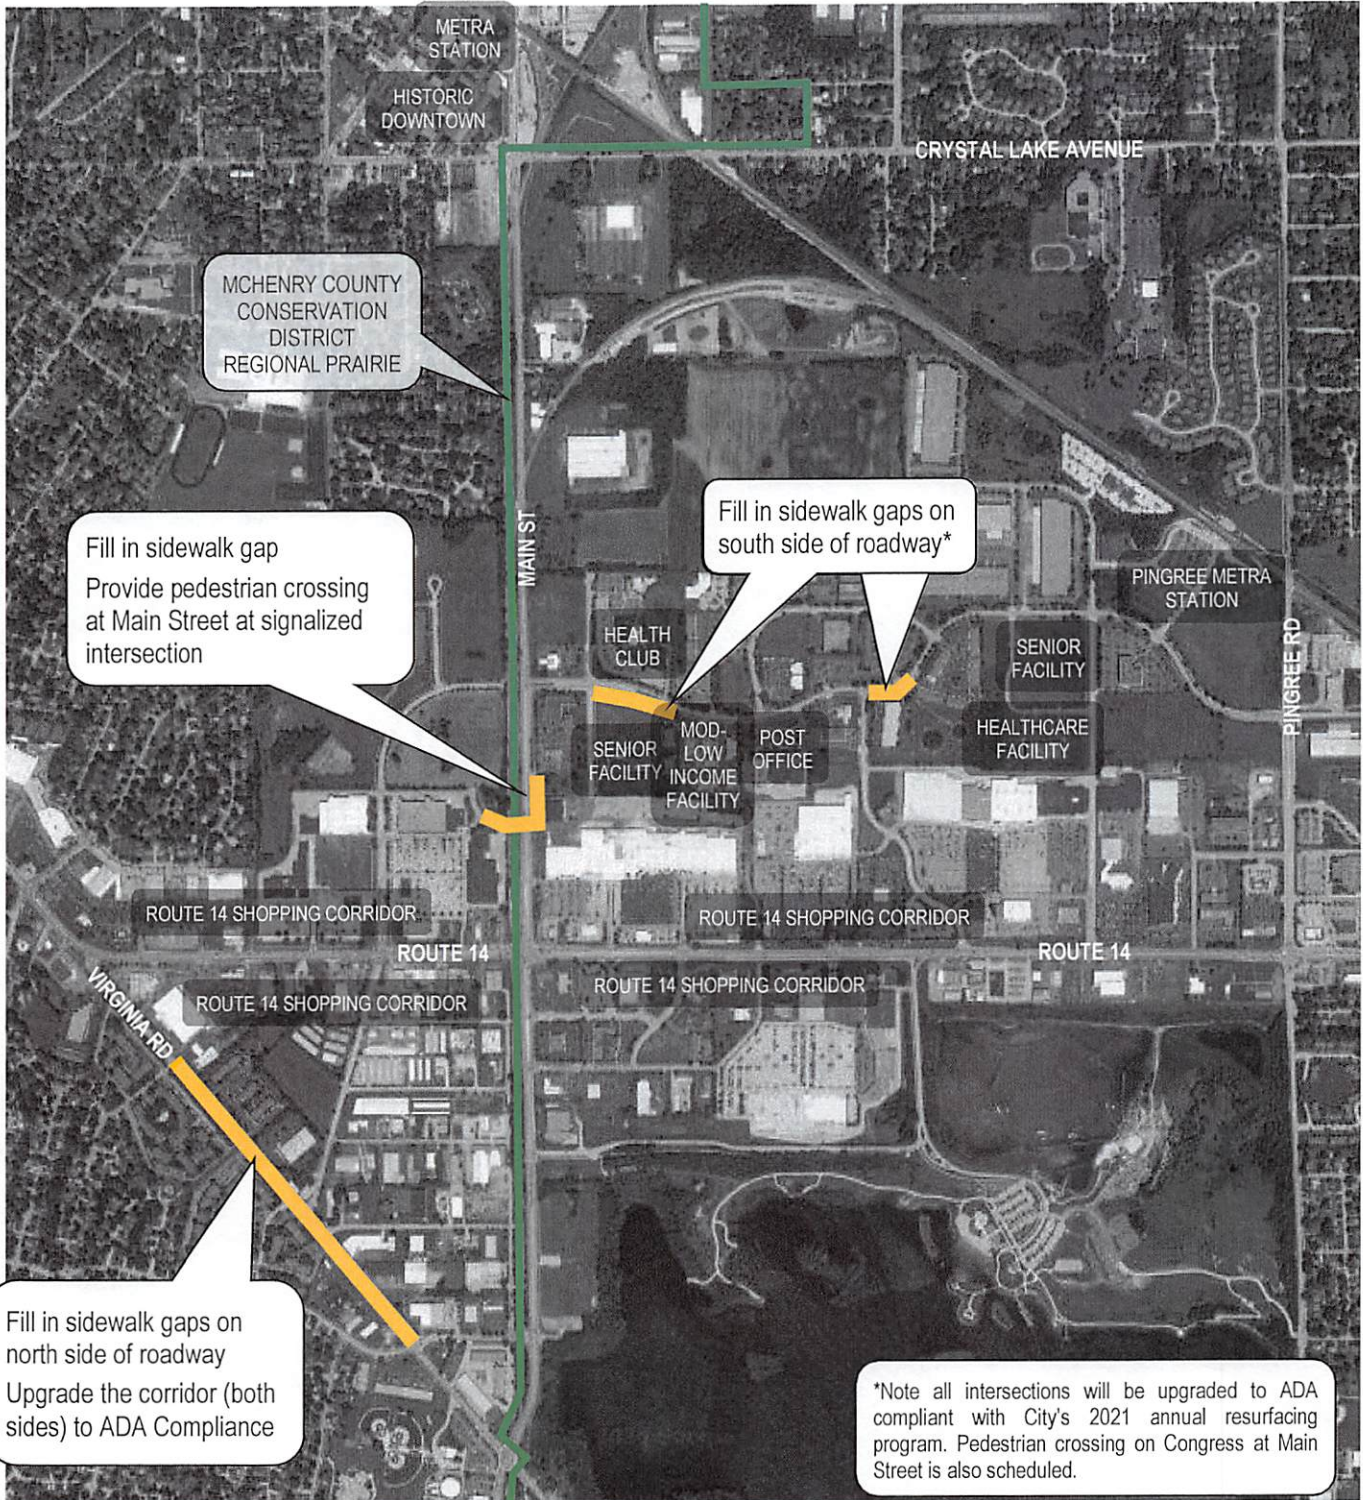 METRA
STATION
HISTORIC
DOWNTOWN
CRYSTAL LAKE AVENUE
MCHENRY COUNTY
CONSERVATION
DISTRICT
REGIONAL PRAIRIE
MAIN ST
Fill in sidewalk gap
Provide pedestrian crossing
at Main Street at signalized
intersection
Fill in sidewalk gaps on
south side of roadway*
PINGREE METRA
STATION
PINGREE RD
HEALTH
CLUB
SENIOR
FACILITY
SENIOR
FACILITY
MOD-
LOW
INCOME
FACILITY
POST
OFFICE
HEALTHCARE
FACILITY
ROUTE 14 SHOPPING CORRIDOR
ROUTE 14 SHOPPING CORRIDOR
ROUTE 14
ROUTE 14
ROUTE 14 SHOPPING CORRIDOR
ROUTE 14 SHOPPING CORRIDOR
VIRGINIA RD
Fill in sidewalk gaps on
north side of roadway
Upgrade the corridor (both
sides) to ADA Compliance
*Note all intersections will be upgraded to ADA
compliant with City's 2021 annual resurfacing
program. Pedestrian crossing on Congress at Main
Street is also scheduled.